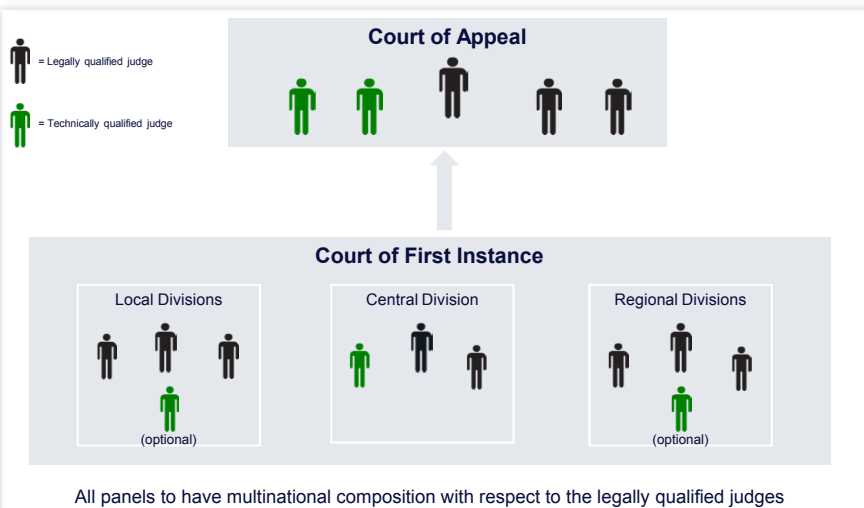 Court of Appeal
= Legally qualified judge
= Technically qualified judge
Court of First Instance
Local Divisions
(optional)
Central Division
Regional Divisions
(optional)
All panels to have multinational composition with respect to the legally qualified judges